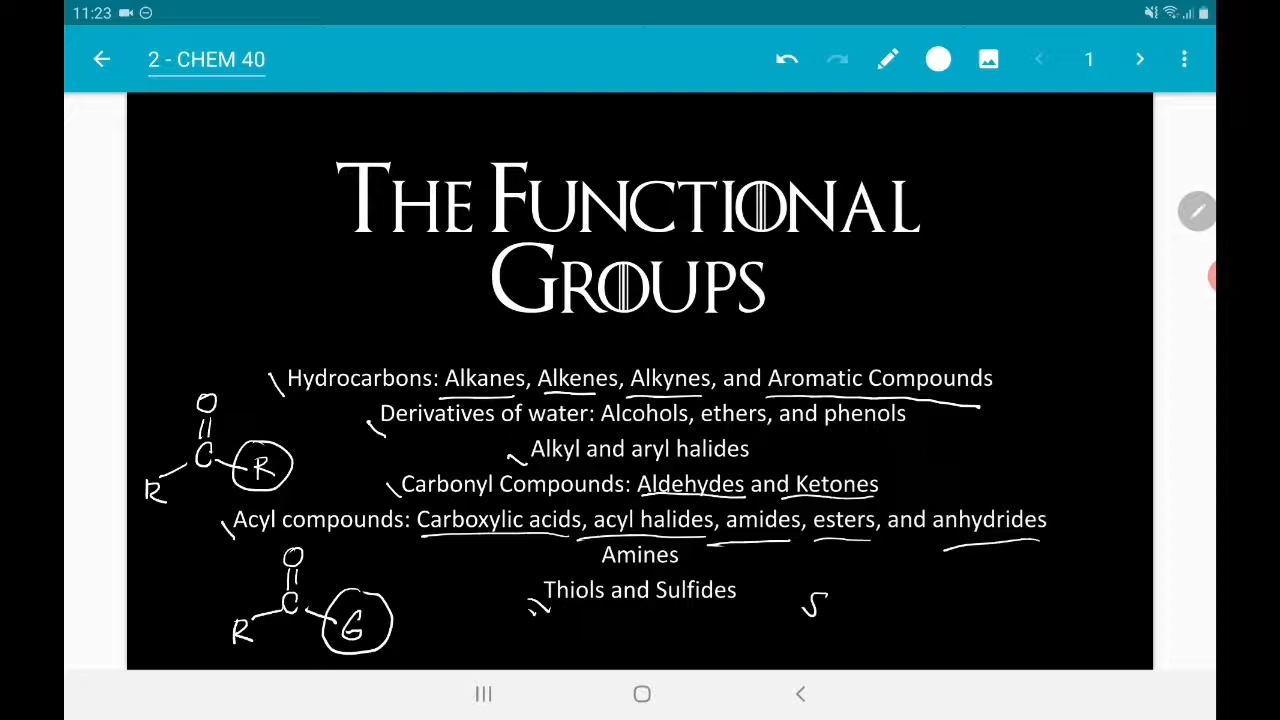 11:23
2 - CHEM 40
1
THE FUNCTIONAL
GROUPS
Hydrocarbons: Alkanes, Alkenes, Alkynes, and Aromatic Compounds
Derivatives of water: Alcohols, ethers, and phenols
Alkyl and aryl halides
Carbonyl Compounds: Aldehydes and Ketones
Acyl compounds: Carboxylic acids, acyl halides, amides, esters, and anhydrides
Amines
Thiols and Sulfides
O
C
R R
O
C
R G
S